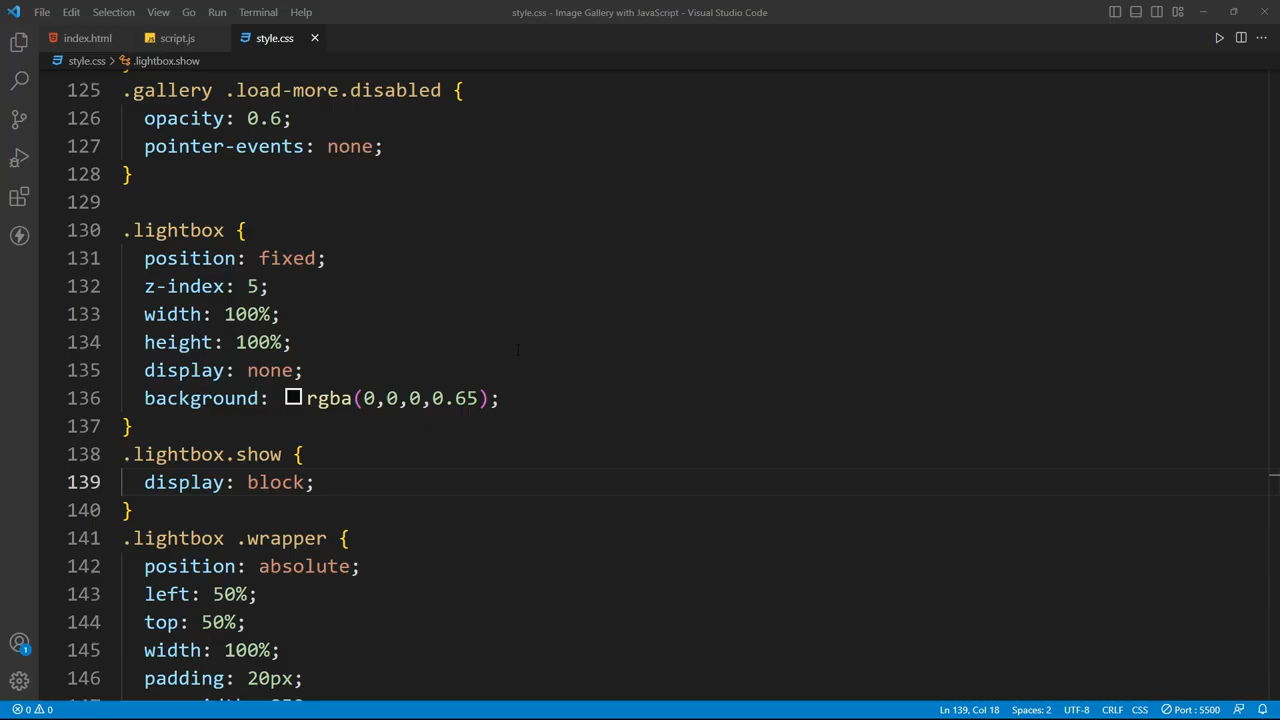 File Edit Selection View Go Run Terminal Help
style.css - Image Gallery with JavaScript - Visual Studio Code
index.html script.js style.css
style.css > .lightbox.show
125 .gallery .load-more.disabled {
126 opacity: 0.6;
127 pointer-events: none;
128 }
129
130 .lightbox {
131 position: fixed;
132 z-index: 5;
133 width: 100%;
134 height: 100%;
135 display: none;
136 background: rgba(0,0,0,0.65);
137 }
138 .lightbox.show {
139 display: block;
140 }
141 .lightbox .wrapper {
142 position: absolute;
143 left: 50%;
144 top: 50%;
145 width: 100%;
146 padding: 20px;
0 0 Ln 139, Col 18 Spaces: 2 UTF-8 CRLF CSS Port : 5500
1